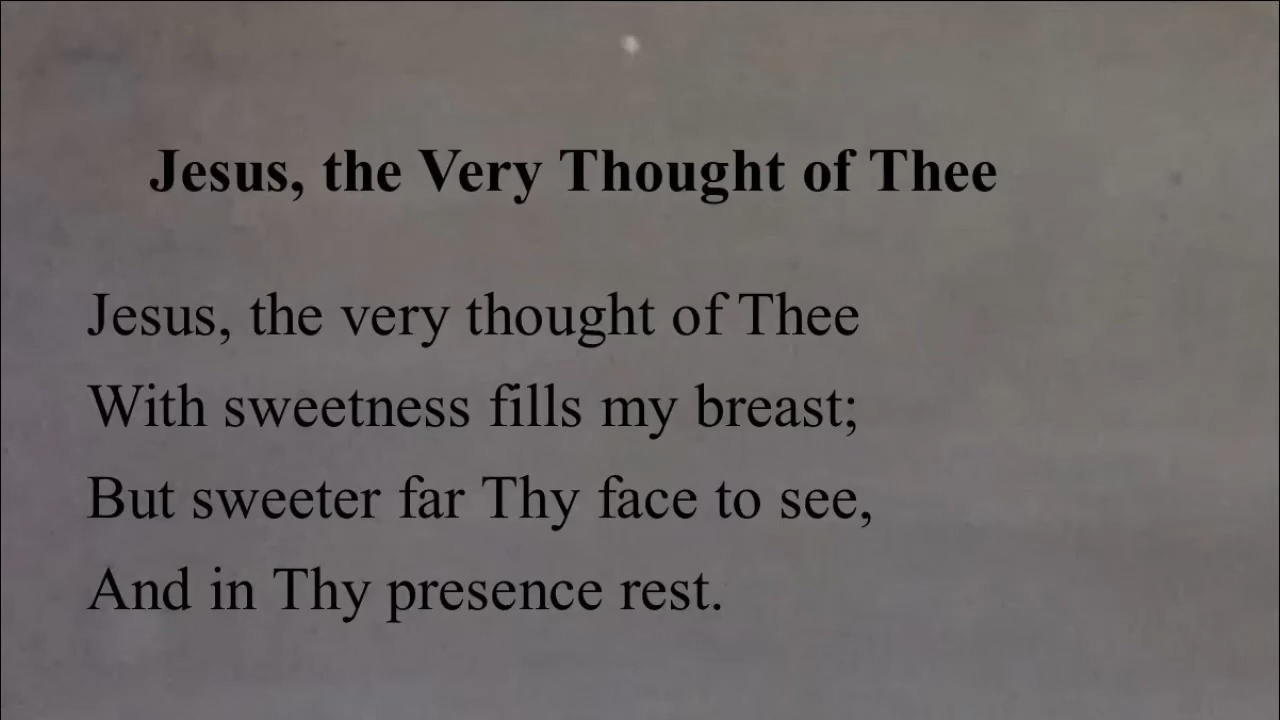 Jesus, the Very Thought of Thee
Jesus, the very thought of Thee
With sweetness fills my breast;
But sweeter far Thy face to see,
And in Thy presence rest.